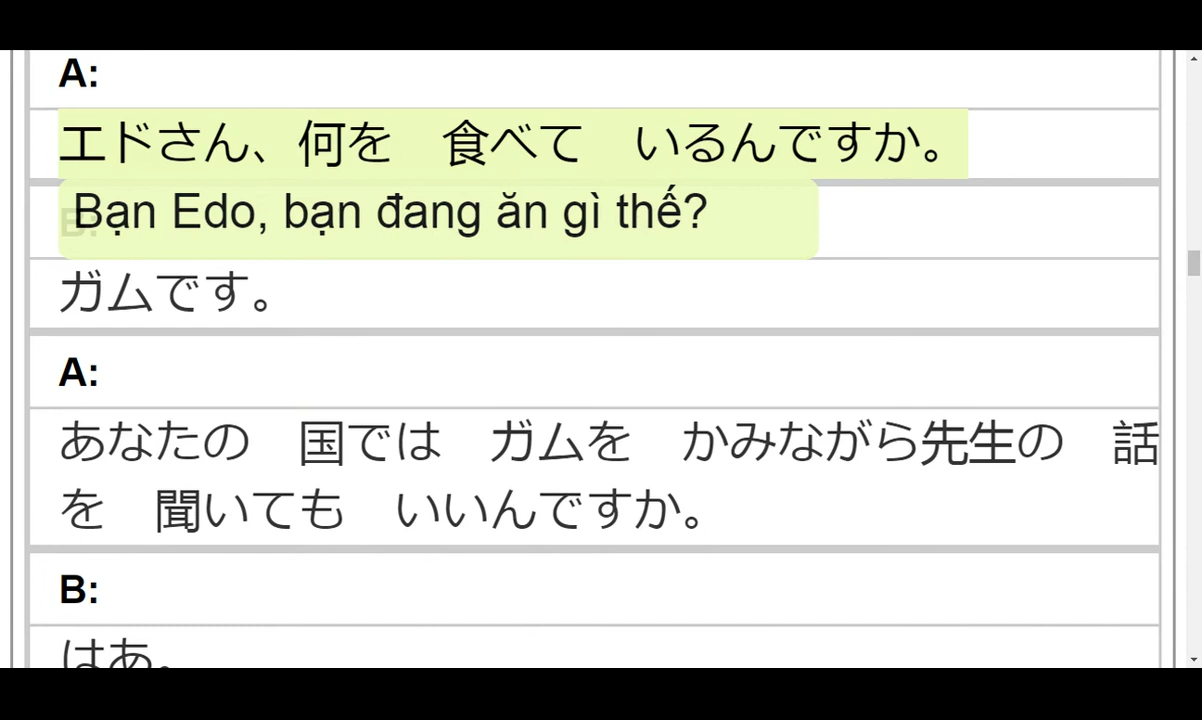 A:
エドさん、何を　食べて　いるんですか。
Bạn Edo, bạn đang ăn gì thế?
ガムです。
A:
あなたの　国では　ガムを　かみながら先生の　話
を　聞いても　いいんですか。
B:
はあ。